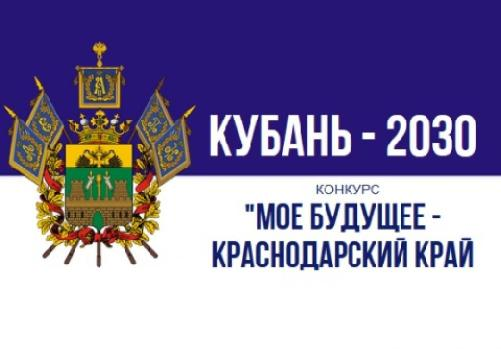 КУБАНЬ - 2030
КОНКУРС
"МОЕ БУДУЩЕЕ -
КРАСНОДАРСКИЙ КРАЙ